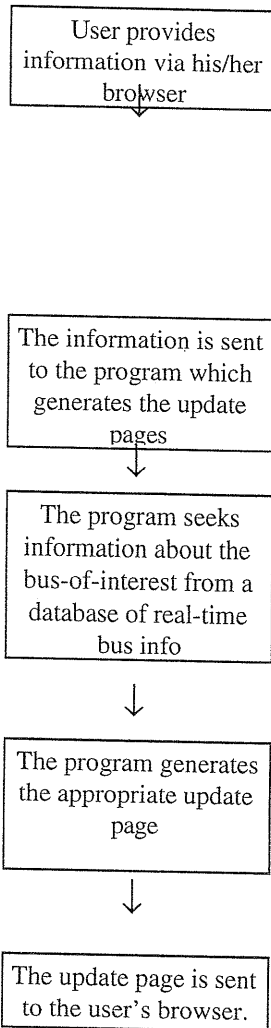 User provides
information via his/her
browser
The information is sent
to the program which
generates the update
pages
The program seeks
information about the
bus-of-interest from a
database of real-time
bus info
The program generates
the appropriate update
page
The update page is sent
to the user's browser.